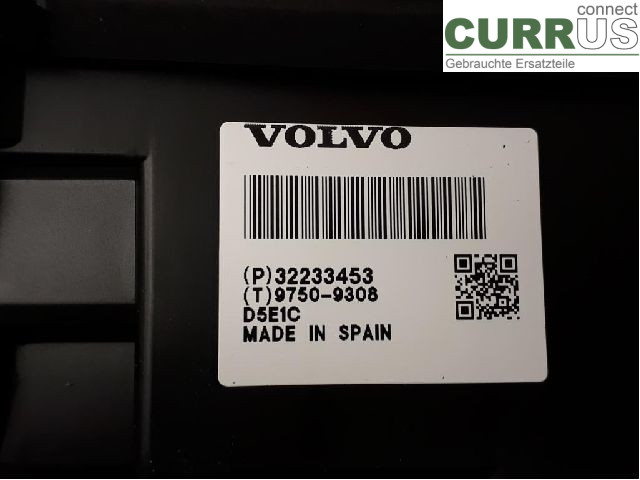 connect
CURRUS
Gebrauchte Ersatzteile
VOLVO
(P)32233453
(T)9750-9308
D5E1C
MADE IN SPAIN